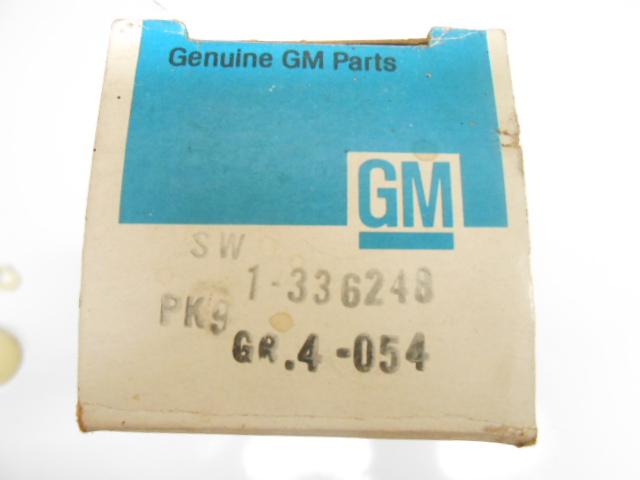 Genuine GM Parts
GM
SW
1-336248
PK9
GR.4-054